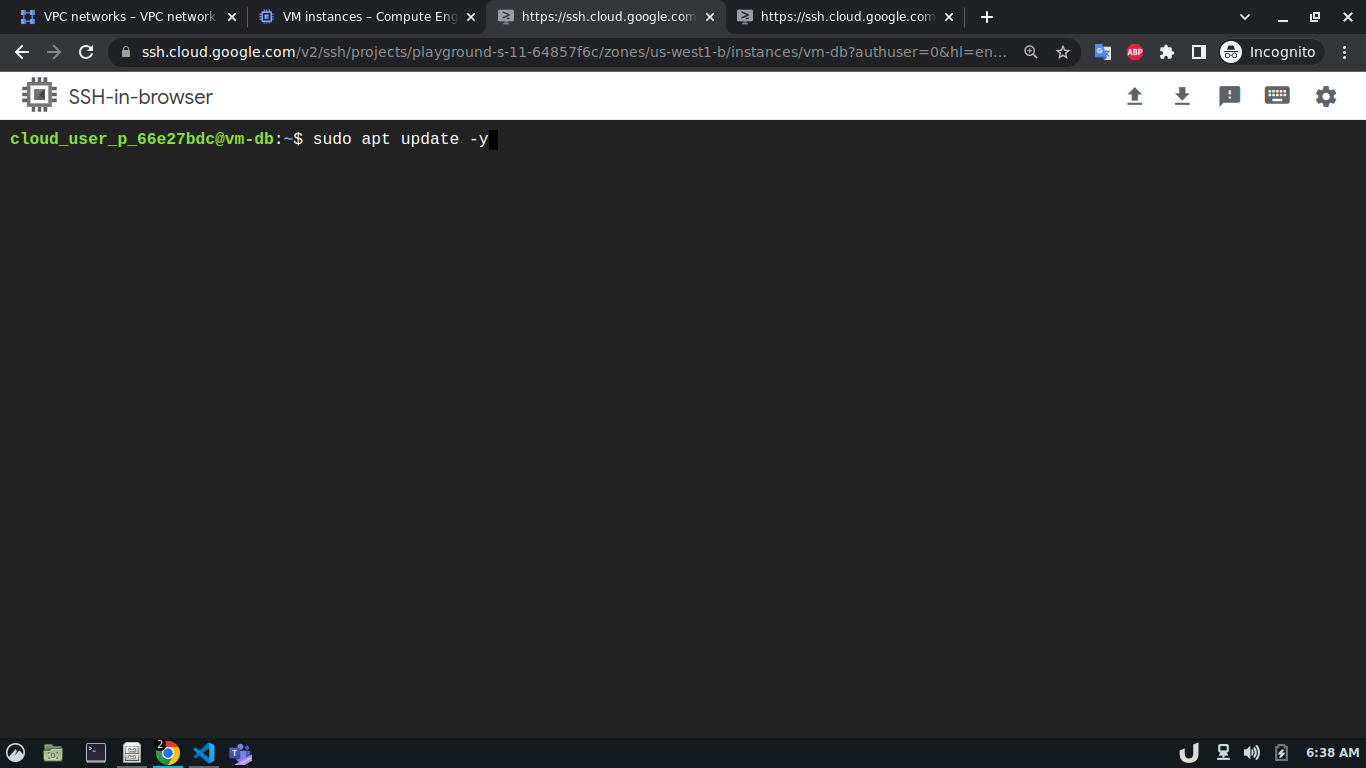 VPC networks – VPC network
VM instances – Compute Eng
https://ssh.cloud.google.com
https://ssh.cloud.google.com
ssh.cloud.google.com/v2/ssh/projects/playground-s-11-64857f6c/zones/us-west1-b/instances/vm-db?authuser=0&hl=en...
ABP
Incognito
SSH-in-browser
cloud_user_p_66e27bdc@vm-db:~$ sudo apt update -y
2
6:38 AM